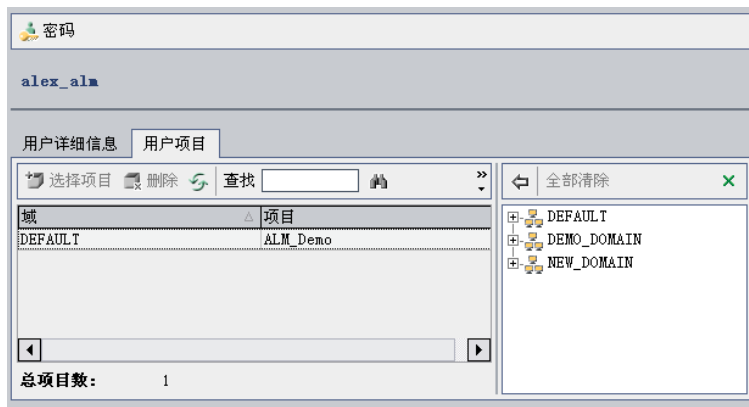 密码
alex_alm
用户详细信息 用户项目
选择项目 删除 查找 全部清除
域 项目
DEFAULT ALM_Demo
DEFAULT
DEMO_DOMAIN
NEW_DOMAIN
总项目数： 1